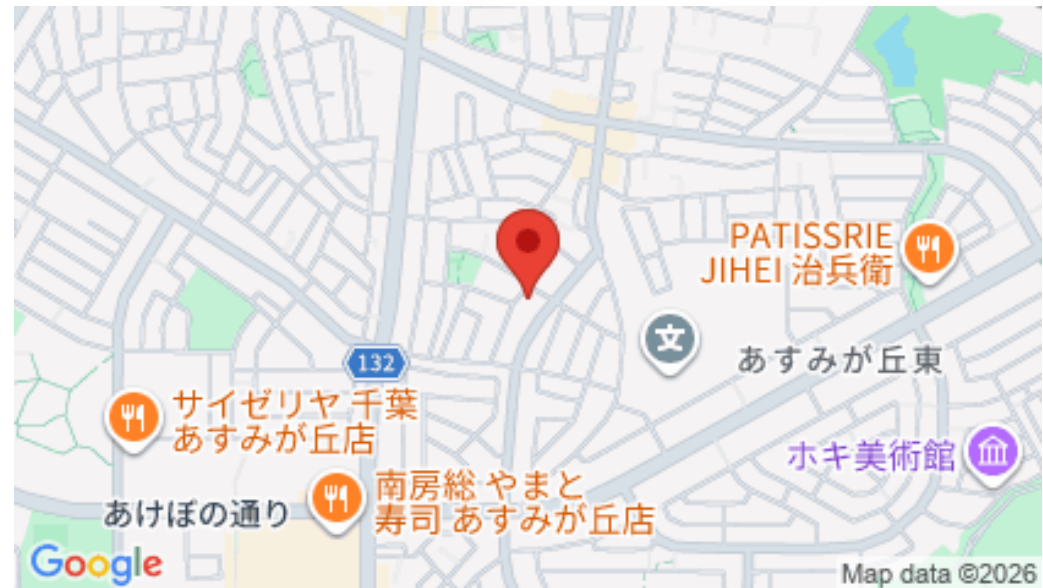 PATISSRIE
JIHEI 治兵衛
文
あすみが丘東
132
サイゼリヤ 千葉
あすみが丘店
ホキ美術館
南房総 やまと
寿司 あすみが丘店
あけぼの通り
Google
Map data ©2026